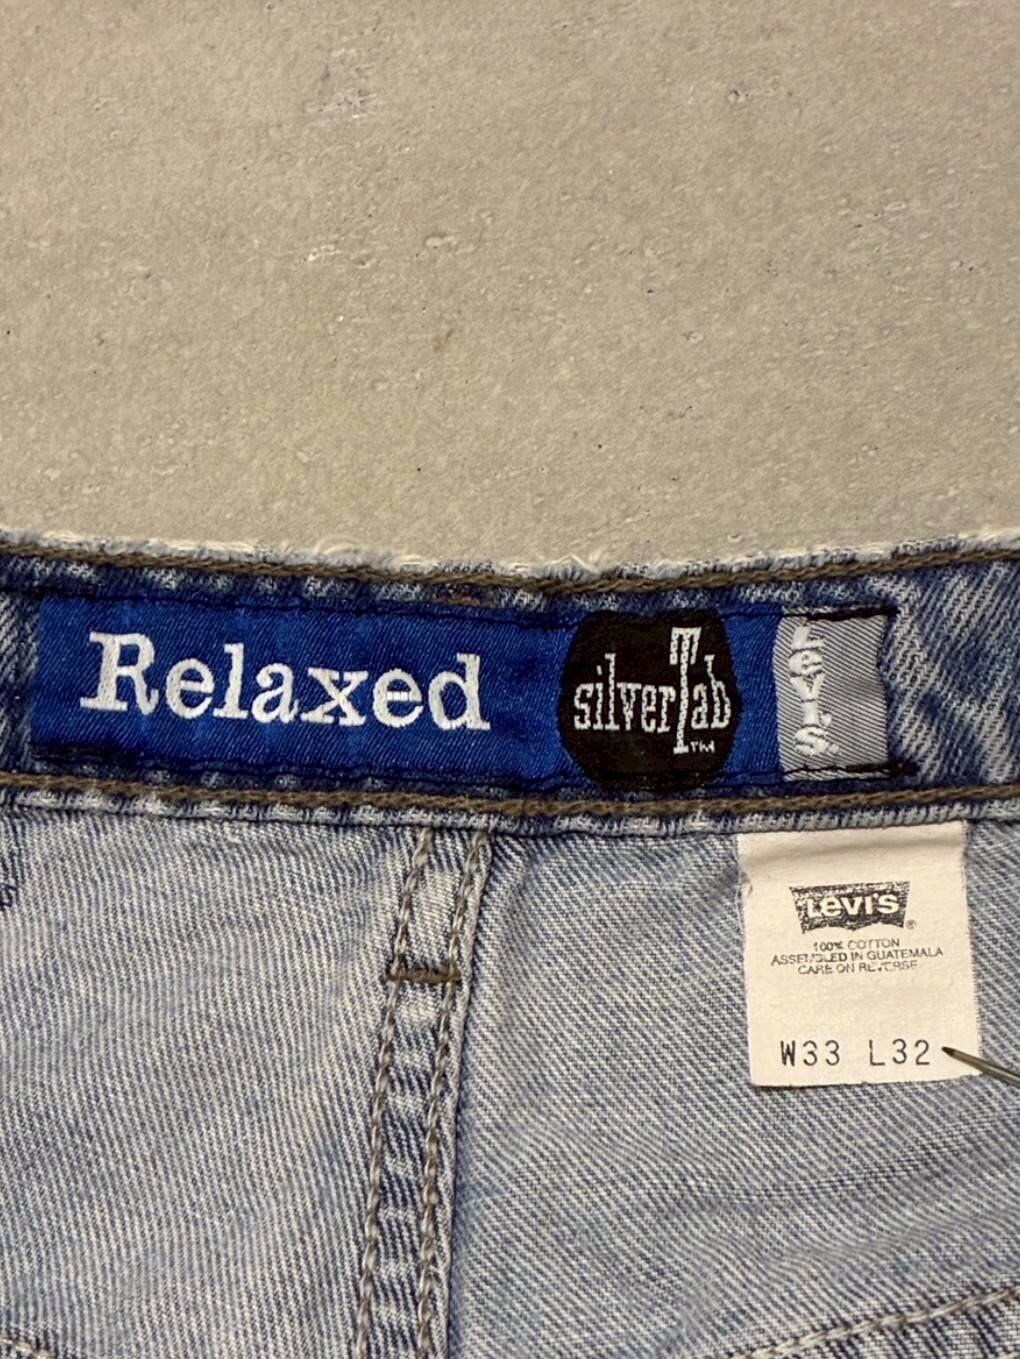 Relaxed
silverTab
TM
Levi's
LEVI'S
®
100% COTTON
ASSEMBLED IN GUATEMALA
CARE ON REVERSE
W33 L32